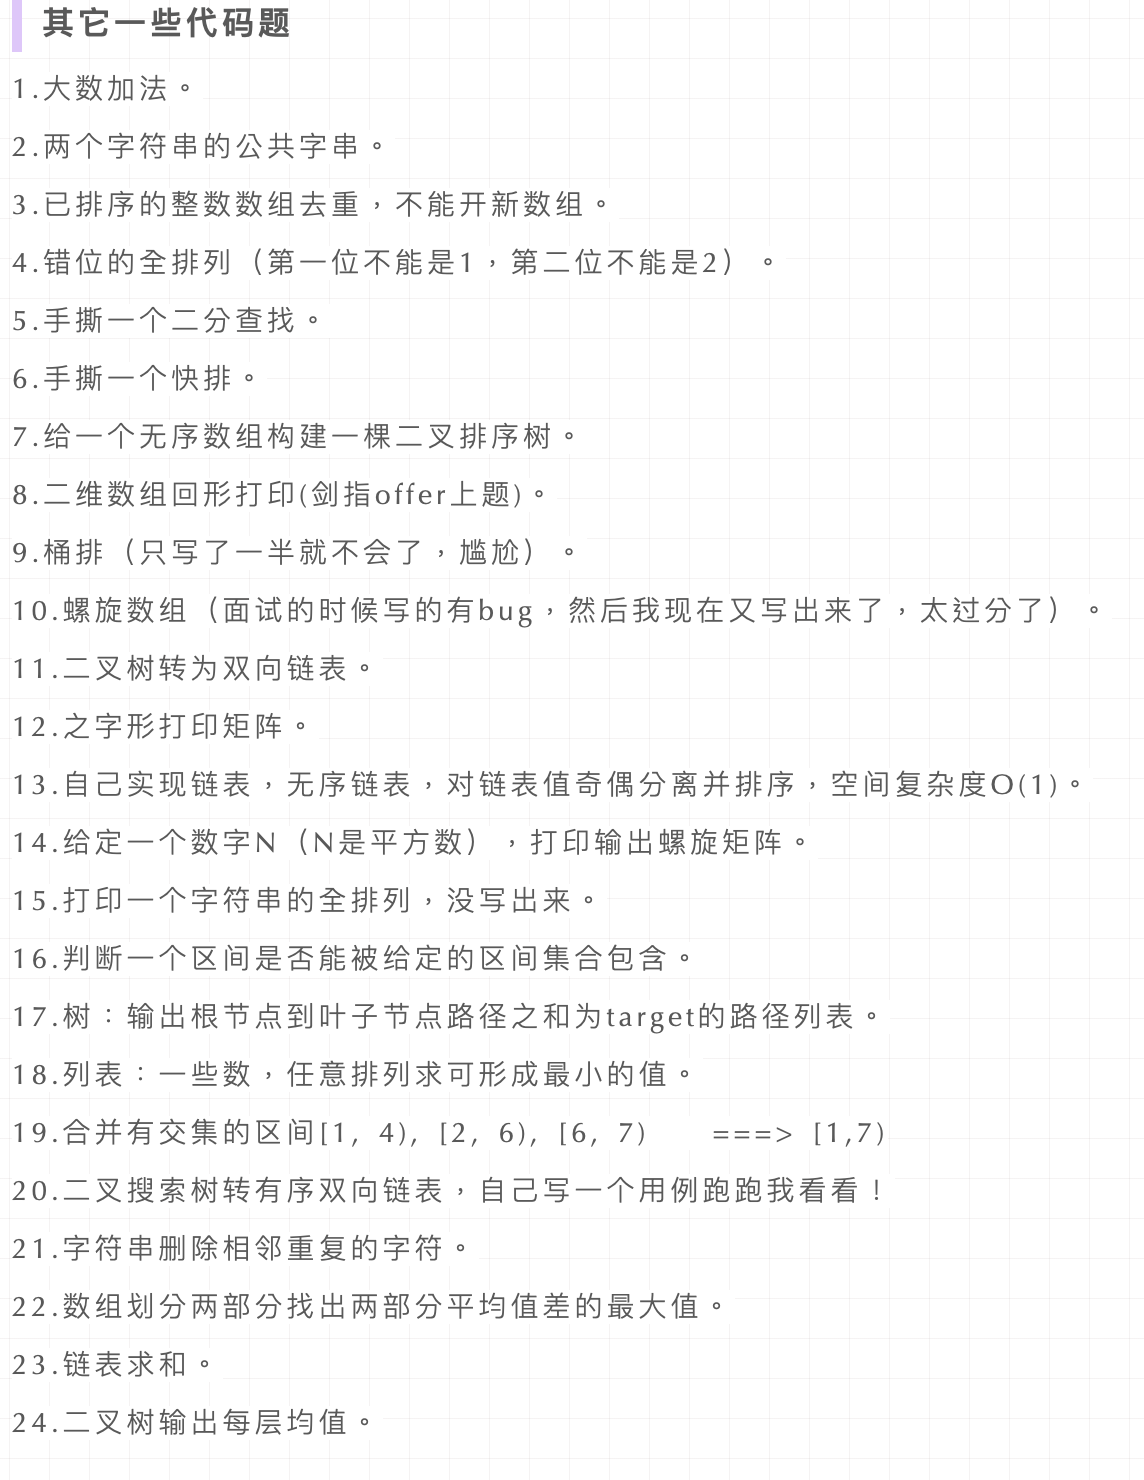 其它一些代码题
1.大数加法。
2.两个字符串的公共字串。
3.已排序的整数数组去重，不能开新数组。
4.错位的全排列（第一位不能是1，第二位不能是2）。
5.手撕一个二分查找。
6.手撕一个快排。
7.给一个无序数组构建一棵二叉排序树。
8.二维数组回形打印(剑指offer上题)。
9.桶排（只写了一半就不会了，尴尬）。
10.螺旋数组（面试的时候写的有bug，然后我现在又写出来了，太过分了）。
11.二叉树转为双向链表。
12.之字形打印矩阵。
13.自己实现链表，无序链表，对链表值奇偶分离并排序，空间复杂度O(1)。
14.给定一个数字N（N是平方数），打印输出螺旋矩阵。
15.打印一个字符串的全排列，没写出来。
16.判断一个区间是否能被给定的区间集合包含。
17.树：输出根节点到叶子节点路径之和为target的路径列表。
18.列表：一些数，任意排列求可形成最小的值。
19.合并有交集的区间[1, 4), [2, 6), [6, 7)   ===> [1,7)
20.二叉搜索树转有序双向链表，自己写一个用例跑跑我看看！
21.字符串删除相邻重复的字符。
22.数组划分两部分找出两部分平均值差的最大值。
23.链表求和。
24.二叉树输出每层均值。